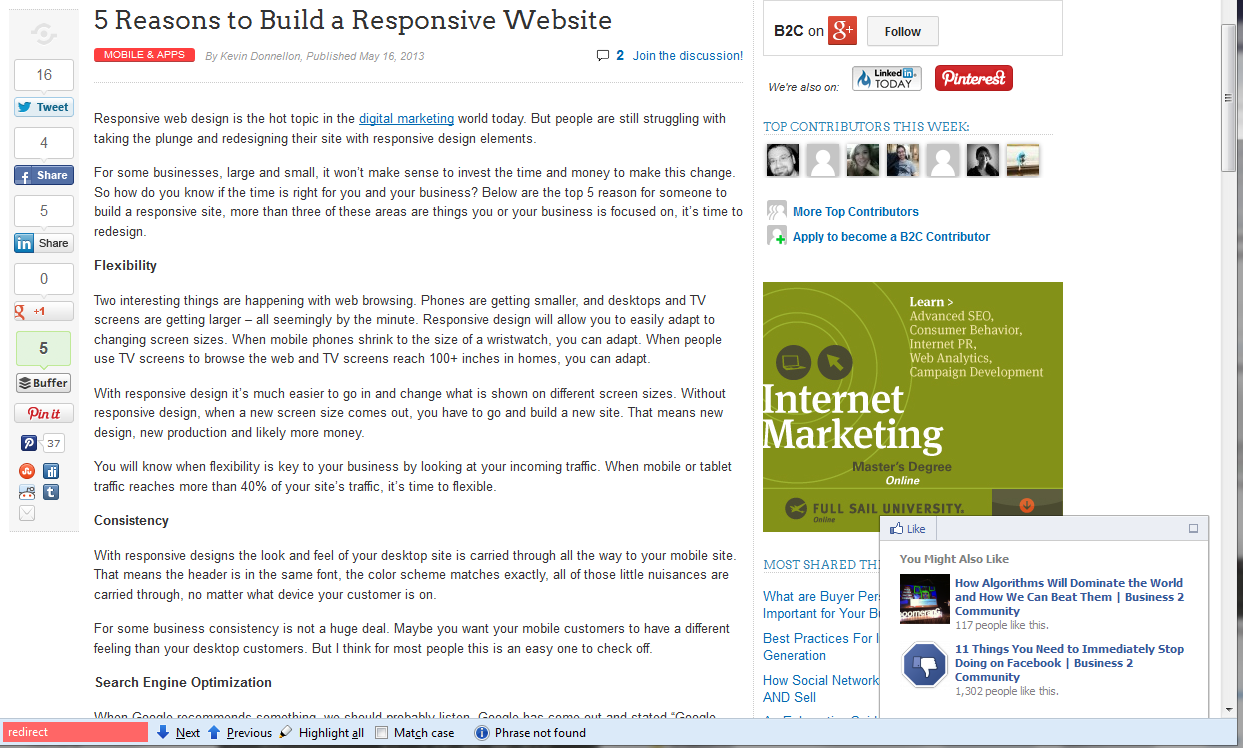 5 Reasons to Build a Responsive Website
MOBILE & APPS
By Kevin Donnellon, Published May 16, 2013
2 Join the discussion!
16
Tweet
4
Share
5
in Share
0
+1
5
Buffer
Pin it
37
Responsive web design is the hot topic in the digital marketing world today. But people are still struggling with
taking the plunge and redesigning their site with responsive design elements.
For some businesses, large and small, it won't make sense to invest the time and money to make this change.
So how do you know if the time is right for you and your business? Below are the top 5 reason for someone to
build a responsive site, more than three of these areas are things you or your business is focused on, it's time to
redesign.
Flexibility
Two interesting things are happening with web browsing. Phones are getting smaller, and desktops and TV
screens are getting larger – all seemingly by the minute. Responsive design will allow you to easily adapt to
changing screen sizes. When mobile phones shrink to the size of a wristwatch, you can adapt. When people
use TV screens to browse the web and TV screens reach 100+ inches in homes, you can adapt.
With responsive design it's much easier to go in and change what is shown on different screen sizes. Without
responsive design, when a new screen size comes out, you have to go and build a new site. That means new
design, new production and likely more money.
You will know when flexibility is key to your business by looking at your incoming traffic. When mobile or tablet
traffic reaches more than 40% of your site's traffic, it's time to flexible.
Consistency
With responsive designs the look and feel of your desktop site is carried through all the way to your mobile site.
That means the header is in the same font, the color scheme matches exactly, all of those little nuisances are
carried through, no matter what device your customer is on.
For some business consistency is not a huge deal. Maybe you want your mobile customers to have a different
feeling than your desktop customers. But I think for most people this is an easy one to check off.
Search Engine Optimization
When Google recommends something, we should probably listen. Google has come out and stated "Google
B2C on g+ Follow
We're also on: LinkedIn TODAY Pinterest
TOP CONTRIBUTORS THIS WEEK:
More Top Contributors
Apply to become a B2C Contributor
Learn >
Advanced SEO,
Consumer Behavior,
Internet PR,
Web Analytics,
Campaign Development
Internet
Marketing
Master's Degree
Online
FULL SAIL UNIVERSITY.
Online
MOST SHARED TH
What are Buyer Per
Important for Your B
Best Practices For
Generation
How Social Network
AND Sell
Like
You Might Also Like
How Algorithms Will Dominate the World
and How We Can Beat Them | Business 2
Community
117 people like this.
11 Things You Need to Immediately Stop
Doing on Facebook | Business 2
Community
1,302 people like this.
redirect Next Previous Highlight all Match case Phrase not found